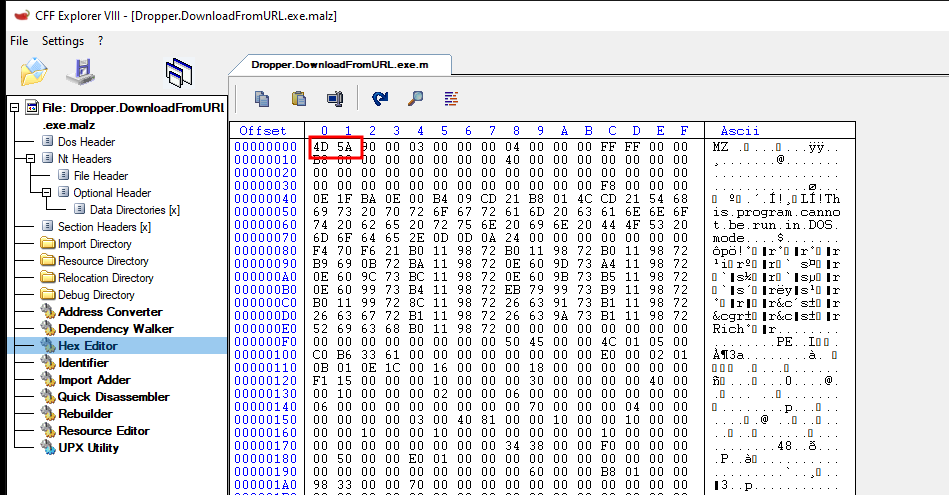 CFF Explorer VIII - [Dropper.DownloadFromURL.exe.malz]
File Settings ?
Dropper.DownloadFromURL.exe.m
File: Dropper.DownloadFromURL
.exe.malz
Dos Header
Nt Headers
File Header
Optional Header
Data Directories [x]
Section Headers [x]
Import Directory
Resource Directory
Relocation Directory
Debug Directory
Address Converter
Dependency Walker
Hex Editor
Identifier
Import Adder
Quick Disassembler
Rebuilder
Resource Editor
UPX Utility
Offset 0 1 2 3 4 5 6 7 8 9 A B C D E F Ascii
00000000 4D 5A 90 00 03 00 00 00 04 00 00 00 FF FF 00 00 MZ
00000010 B8 00 00 00 00 00 00 00 40 00 00 00 00 00 00 00 @
00000020 00 00 00 00 00 00 00 00 00 00 00 00 00 00 00 00
00000030 00 00 00 00 00 00 00 00 00 00 00 00 F8 00 00 00
00000040 0E 1F BA 0E 00 B4 09 CD 21 B8 01 4C CD 21 54 68 LÍ!Th
00000050 69 73 20 70 72 6F 67 72 61 6D 20 63 61 6E 6E 6F is.program.canno
00000060 74 20 62 65 20 72 75 6E 20 69 6E 20 44 4F 53 20 t.be.run.in.DOS.
00000070 6D 6F 64 65 2E 0D 0D 0A 24 00 00 00 00 00 00 00 mode....$.......
00000080 F4 70 F6 21 B0 11 98 72 B0 11 98 72 B0 11 98 72
00000090 B9 69 0B 72 BA 11 98 72 0E 60 9D 73 A4 11 98 72
000000A0 0E 60 9C 73 BC 11 98 72 0E 60 9B 73 B5 11 98 72
000000B0 0E 60 99 73 B4 11 98 72 EB 79 99 73 B9 11 98 72
000000C0 B0 11 99 72 8C 11 98 72 26 63 91 73 B1 11 98 72
000000D0 26 63 67 72 B1 11 98 72 26 63 9A 73 B1 11 98 72
000000E0 52 69 63 68 B0 11 98 72 00 00 00 00 00 00 00 00 Rich
000000F0 00 00 00 00 00 00 00 00 50 45 00 00 4C 01 05 00 PE..L
00000100 C0 B6 33 61 00 00 00 00 00 00 00 00 E0 00 02 01 À¶3a
00000110 0B 01 0E 1C 00 16 00 00 00 18 00 00 00 00 00 00
00000120 F1 15 00 00 00 10 00 00 00 30 00 00 00 00 40 00
00000130 00 10 00 00 00 02 00 00 06 00 00 00 00 00 00 00
00000140 06 00 00 00 00 00 00 00 00 70 00 00 00 04 00 00
00000150 00 00 00 00 03 00 40 81 00 00 10 00 00 10 00 00
00000160 00 00 10 00 00 10 00 00 00 00 00 00 10 00 00 00
00000170 00 00 00 00 00 00 00 00 34 38 00 00 F0 00 00 00
00000180 00 50 00 00 E0 01 00 00 00 00 00 00 00 00 00 00
00000190 00 00 00 00 00 00 00 00 00 60 00 00 B8 01 00 00
000001A0 98 33 00 00 70 00 00 00 00 00 00 00 00 00 00 00